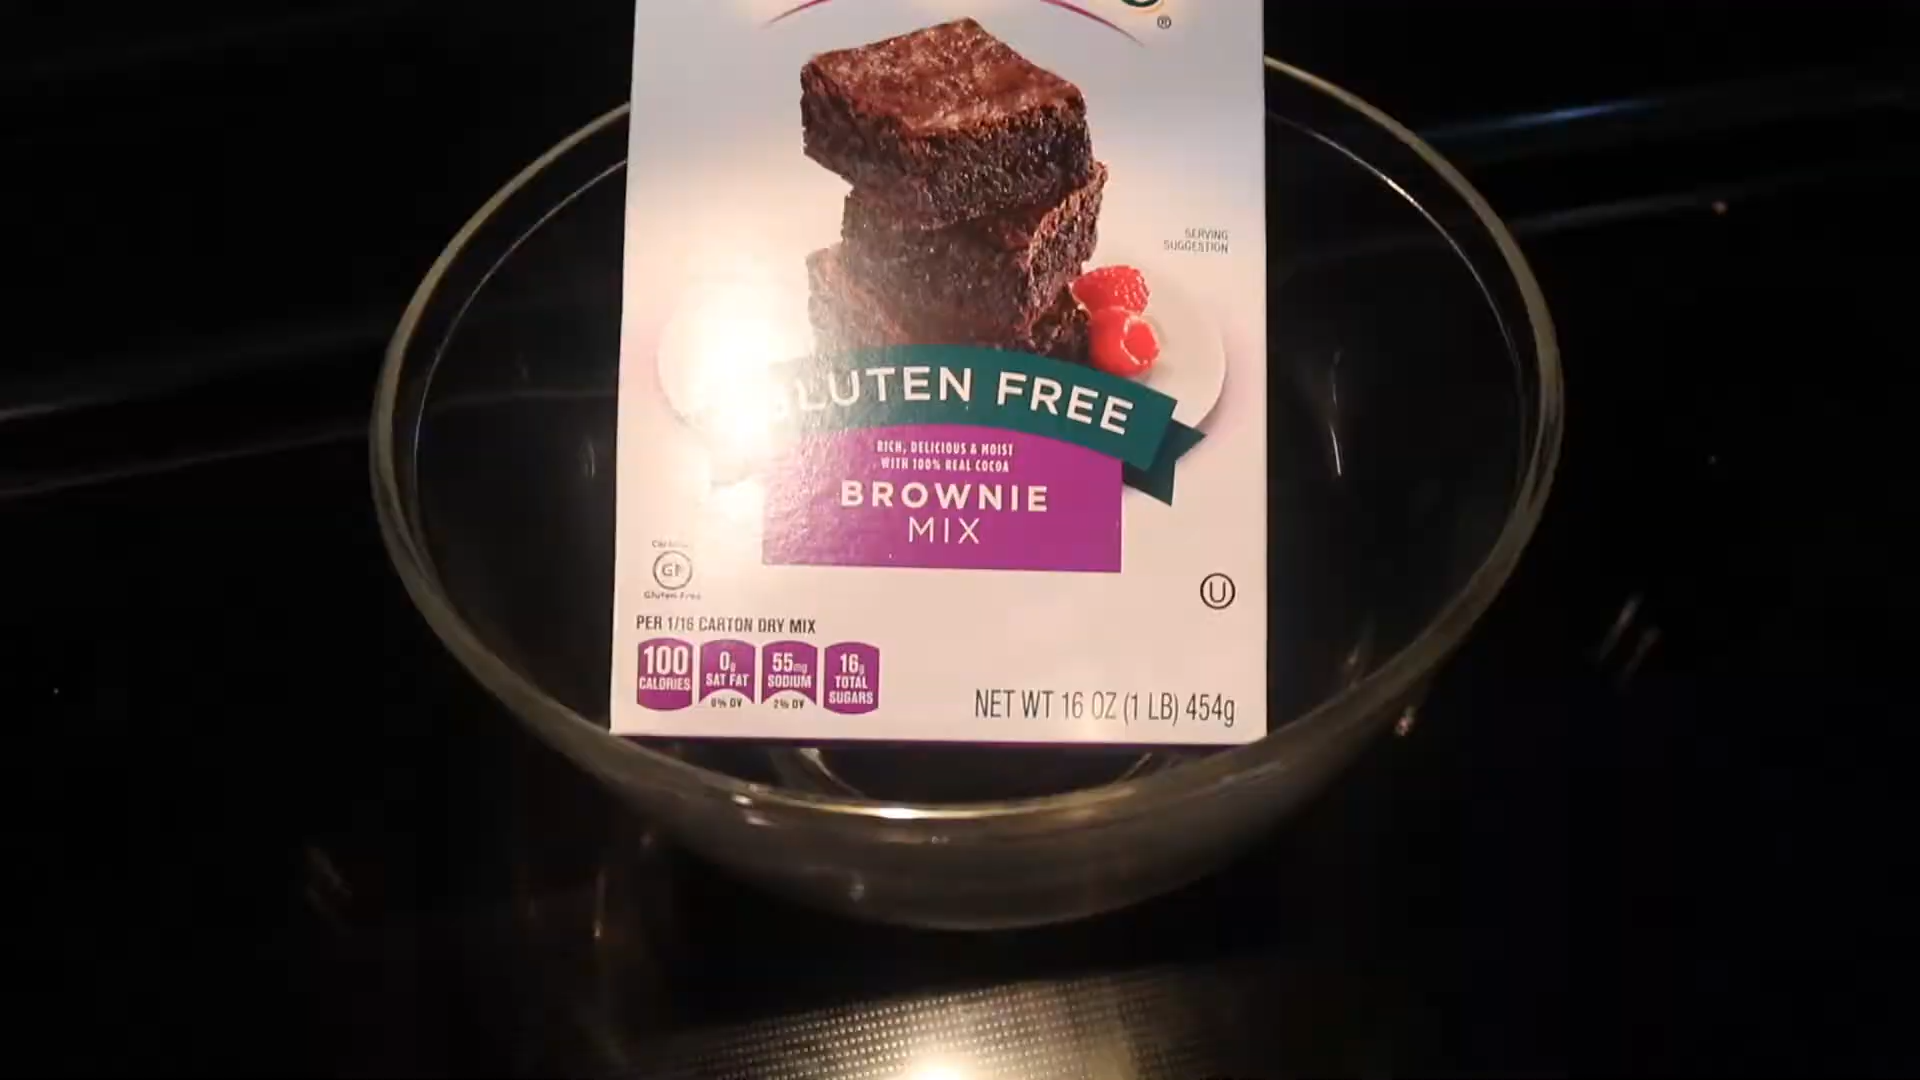 ®
SERVING
SUGGESTION
GLUTEN FREE
RICH, DELICIOUS & MOIST
WITH 100% REAL COCOA
BROWNIE
MIX
GF
Gluten-Free
U
PER 1/16 CARTON DRY MIX
100 CALORIES
0g SAT FAT 0% DV
55mg SODIUM 2% DV
16g TOTAL SUGARS
NET WT 16 OZ (1 LB) 454g